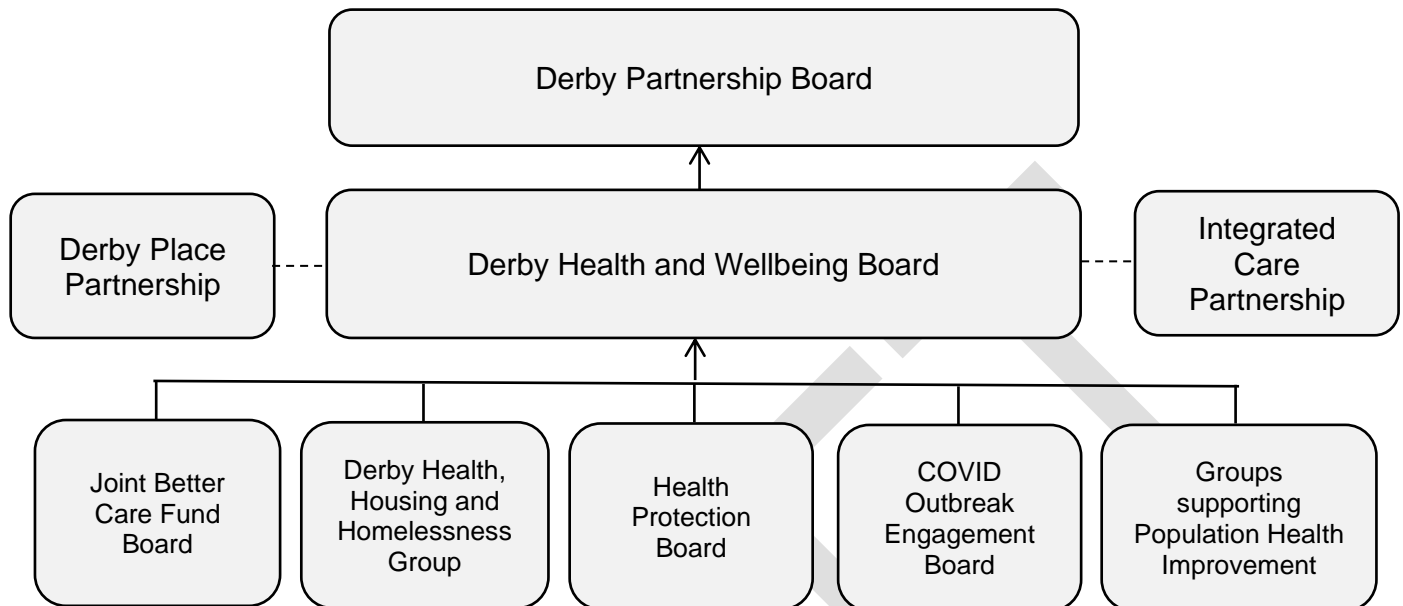 Derby Partnership Board
Derby Place
Partnership
Derby Health and Wellbeing Board
Integrated
Care
Partnership
Joint Better
Care Fund
Board
Derby Health,
Housing and
Homelessness
Group
Health
Protection
Board
COVID
Outbreak
Engagement
Board
Groups
supporting
Population Health
Improvement